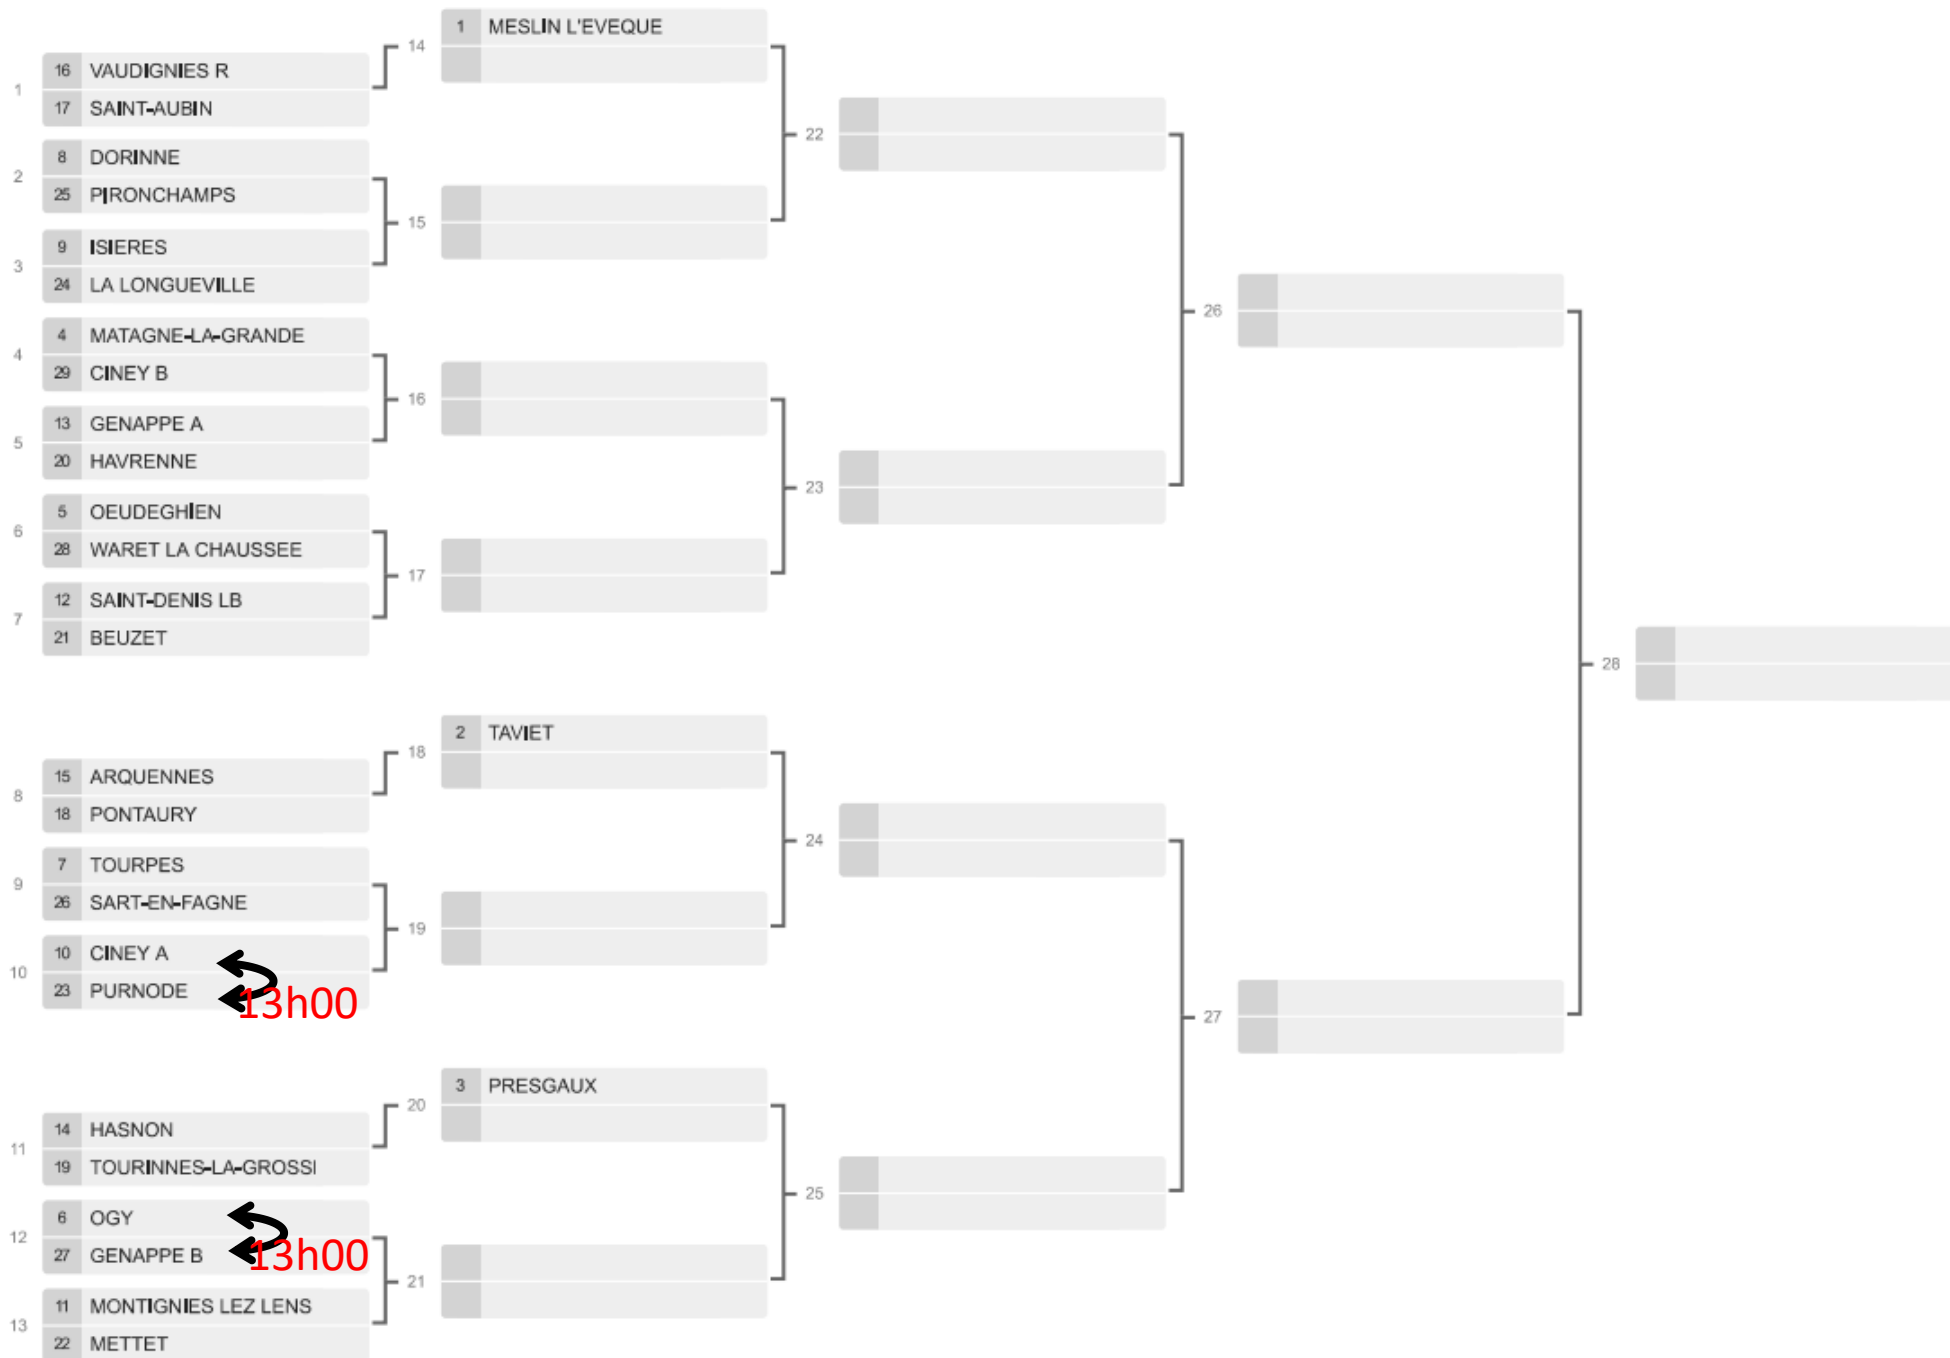 1 MESLIN L'EVEQUE
14
16 VAUDIGNIES R
1
17 SAINT-AUBIN
22
8 DORINNE
2
25 PIRONCHAMPS
15
9 ISIERES
3
24 LA LONGUEVILLE
26
4 MATAGNE-LA-GRANDE
4
29 CINEY B
16
13 GENAPPE A
5
20 HAVRENNE
23
5 OEUDEGHIEN
6
28 WARET LA CHAUSSEE
17
12 SAINT-DENIS LB
7
21 BEUZET
28
2 TAVIET
18
15 ARQUENNES
8
18 PONTAURY
24
7 TOURPES
9
26 SART-EN-FAGNE
19
10 CINEY A
10
23 PURNODE
13h00
27
3 PRESGAUX
20
14 HASNON
11
19 TOURINNES-LA-GROSSI
25
6 OGY
12
27 GENAPPE B
13h00
21
11 MONTIGNIES LEZ LENS
13
22 METTET